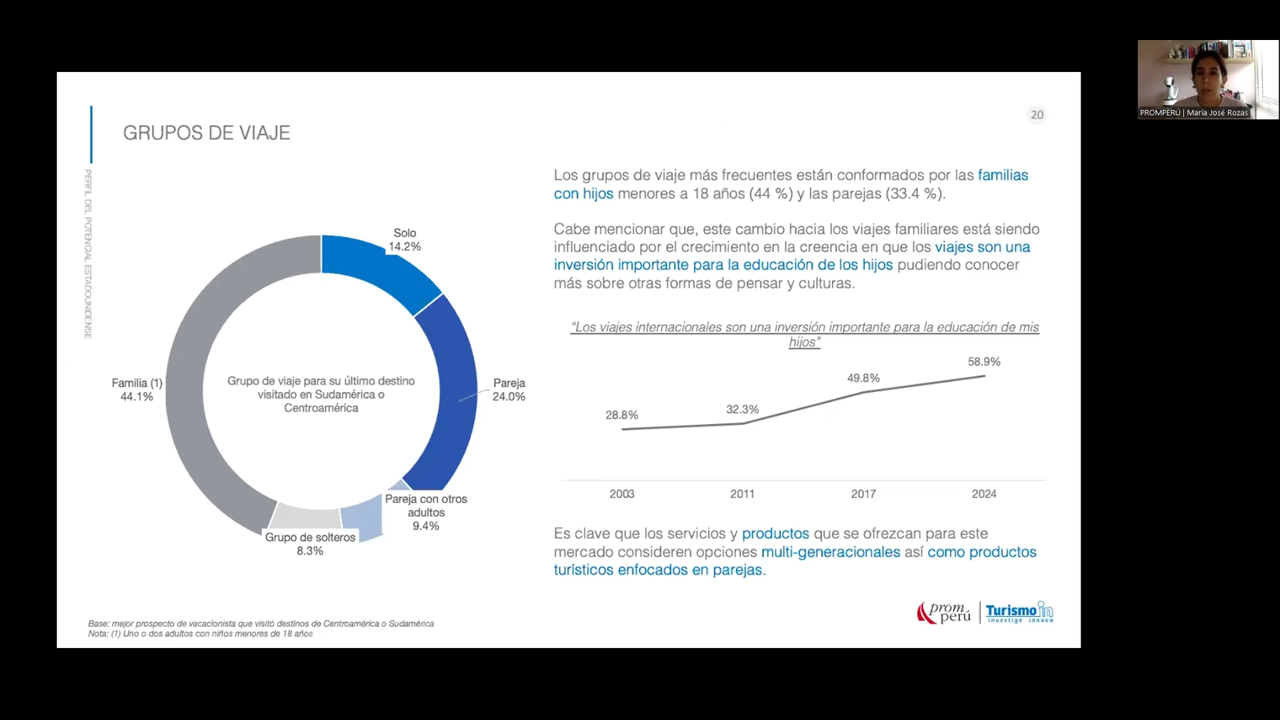 GRUPOS DE VIAJE
20
PERFIL DEL POTENCIAL ESTADOUNIDENSE
Solo
14.2%
Pareja
24.0%
Pareja con otros
adultos
9.4%
Grupo de solteros
8.3%
Familia (1)
44.1%
Grupo de viaje para su último destino
visitado en Sudamérica o
Centroamérica
Los grupos de viaje más frecuentes están conformados por las familias
con hijos menores a 18 años (44 %) y las parejas (33.4 %).
Cabe mencionar que, este cambio hacia los viajes familiares está siendo
influenciado por el crecimiento en la creencia en que los viajes son una
inversión importante para la educación de los hijos pudiendo conocer
más sobre otras formas de pensar y culturas.
"Los viajes internacionales son una inversión importante para la educación de mis
hijos"
28.8%
32.3%
49.8%
58.9%
2003
2011
2017
2024
Es clave que los servicios y productos que se ofrezcan para este
mercado consideren opciones multi-generacionales así como productos
turísticos enfocados en parejas.
Base: mejor prospecto de vacacionista que visitó destinos de Centroamérica o Sudamérica
Nota: (1) Uno o dos adultos con niños menores de 18 años
prom
perú
Turismo in
investiga innova
PROMPERÚ | María José Rozas